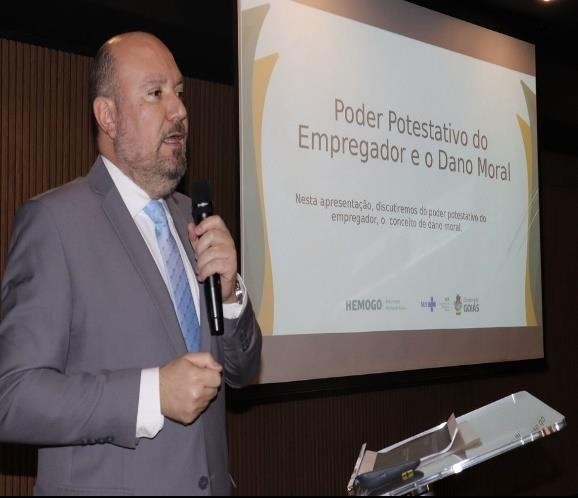 Poder Potestativo do
Empregador e o Dano Moral
Nesta apresentação, discutiremos do poder potestativo do
empregador, o conceito de dano moral.
HEMOGO
SUS
GOIÁS